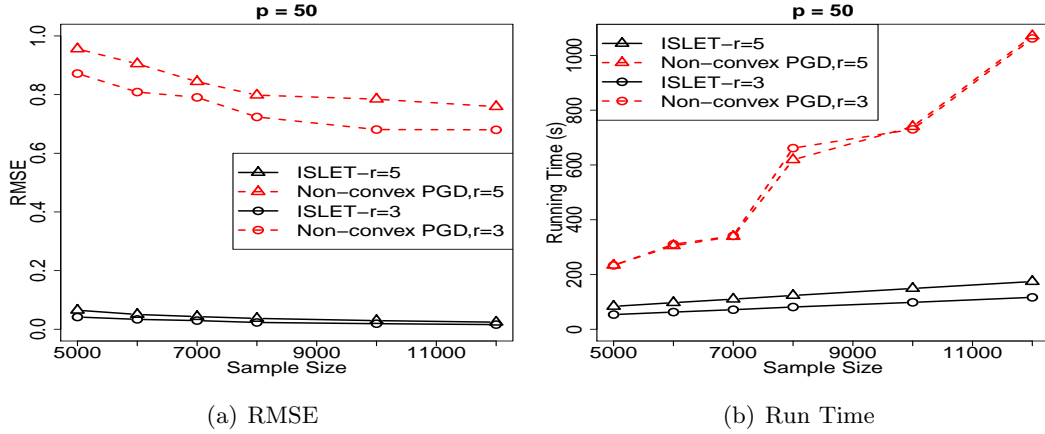 p = 50
RMSE
1.0
0.8
0.6
0.4
0.2
0.0
ISLET−r=5
Non−convex PGD,r=5
ISLET−r=3
Non−convex PGD,r=3
5000 7000 9000 11000
Sample Size
(a) RMSE
p = 50
Running Time (s)
1000
800
600
400
200
0
ISLET−r=5
Non−convex PGD,r=5
ISLET−r=3
Non−convex PGD,r=3
5000 7000 9000 11000
Sample Size
(b) Run Time